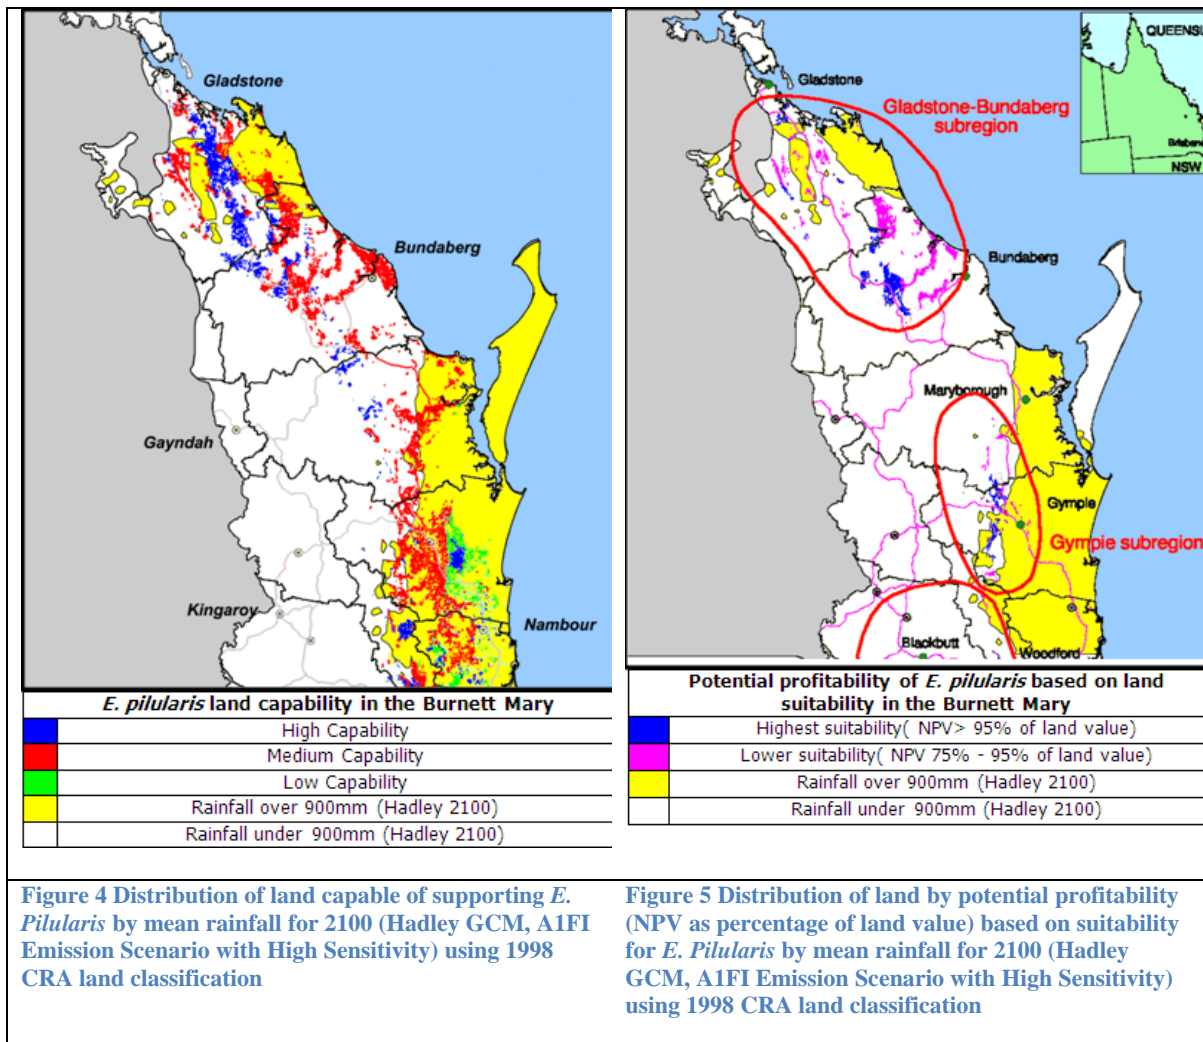 Gladstone
Bundaberg
Gayndah
Kingaroy
Nambour
E. pilularis land capability in the Burnett Mary
High Capability
Medium Capability
Low Capability
Rainfall over 900mm (Hadley 2100)
Rainfall under 900mm (Hadley 2100)
Figure 4 Distribution of land capable of supporting E.
Pilularis by mean rainfall for 2100 (Hadley GCM, A1FI
Emission Scenario with High Sensitivity) using 1998
CRA land classification
QUEENSL
Brisbane
NSW
Gladstone
Gladstone-Bundaberg
subregion
Bundaberg
Maryborough
Gympie
Gympie subregion
Blackbutt
Woodford
Potential profitability of E. pilularis based on land
suitability in the Burnett Mary
Highest suitability( NPV> 95% of land value)
Lower suitability( NPV 75% - 95% of land value)
Rainfall over 900mm (Hadley 2100)
Rainfall under 900mm (Hadley 2100)
Figure 5 Distribution of land by potential profitability
(NPV as percentage of land value) based on suitability
for E. Pilularis by mean rainfall for 2100 (Hadley
GCM, A1FI Emission Scenario with High Sensitivity)
using 1998 CRA land classification